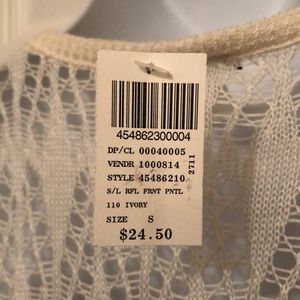 454862300004
DP/CL 00040005
VENDR 1000814
STYLE 45486210
2711
S/L RFL FRNT PNTL
110 IVORY
SIZE S
$24.50